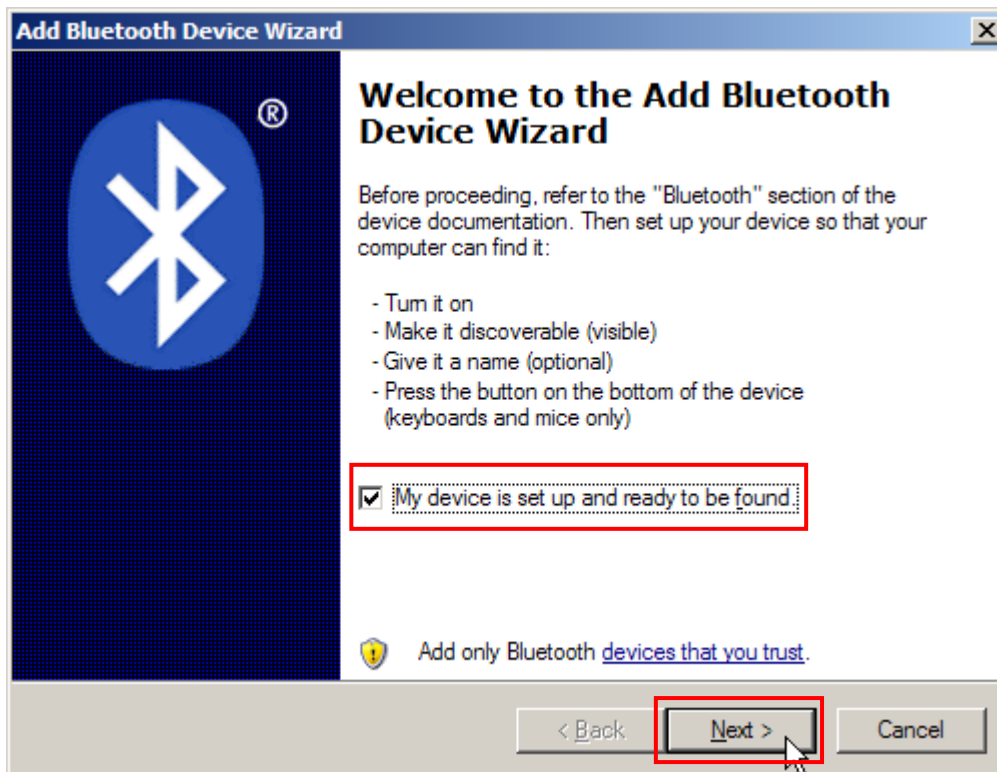 Add Bluetooth Device Wizard
®
Welcome to the Add Bluetooth
Device Wizard
Before proceeding, refer to the "Bluetooth" section of the
device documentation. Then set up your device so that your
computer can find it:
- Turn it on
- Make it discoverable (visible)
- Give it a name (optional)
- Press the button on the bottom of the device
(keyboards and mice only)
My device is set up and ready to be found.
Add only Bluetooth devices that you trust.
< Back Next > Cancel